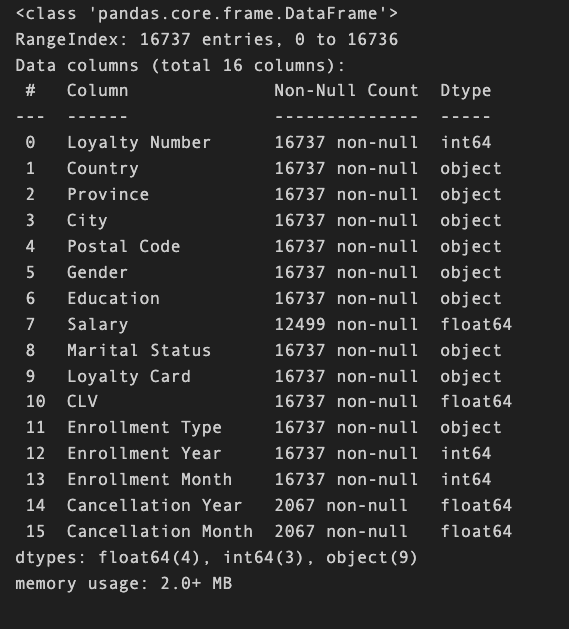 <class 'pandas.core.frame.DataFrame'>
RangeIndex: 16737 entries, 0 to 16736
Data columns (total 16 columns):
 #   Column              Non-Null Count  Dtype
---  ------              --------------  -----
 0   Loyalty Number      16737 non-null  int64
 1   Country             16737 non-null  object
 2   Province            16737 non-null  object
 3   City                16737 non-null  object
 4   Postal Code         16737 non-null  object
 5   Gender              16737 non-null  object
 6   Education           16737 non-null  object
 7   Salary              12499 non-null  float64
 8   Marital Status      16737 non-null  object
 9   Loyalty Card        16737 non-null  object
 10  CLV                 16737 non-null  float64
 11  Enrollment Type     16737 non-null  object
 12  Enrollment Year     16737 non-null  int64
 13  Enrollment Month    16737 non-null  int64
 14  Cancellation Year   2067 non-null   float64
 15  Cancellation Month  2067 non-null   float64
dtypes: float64(4), int64(3), object(9)
memory usage: 2.0+ MB